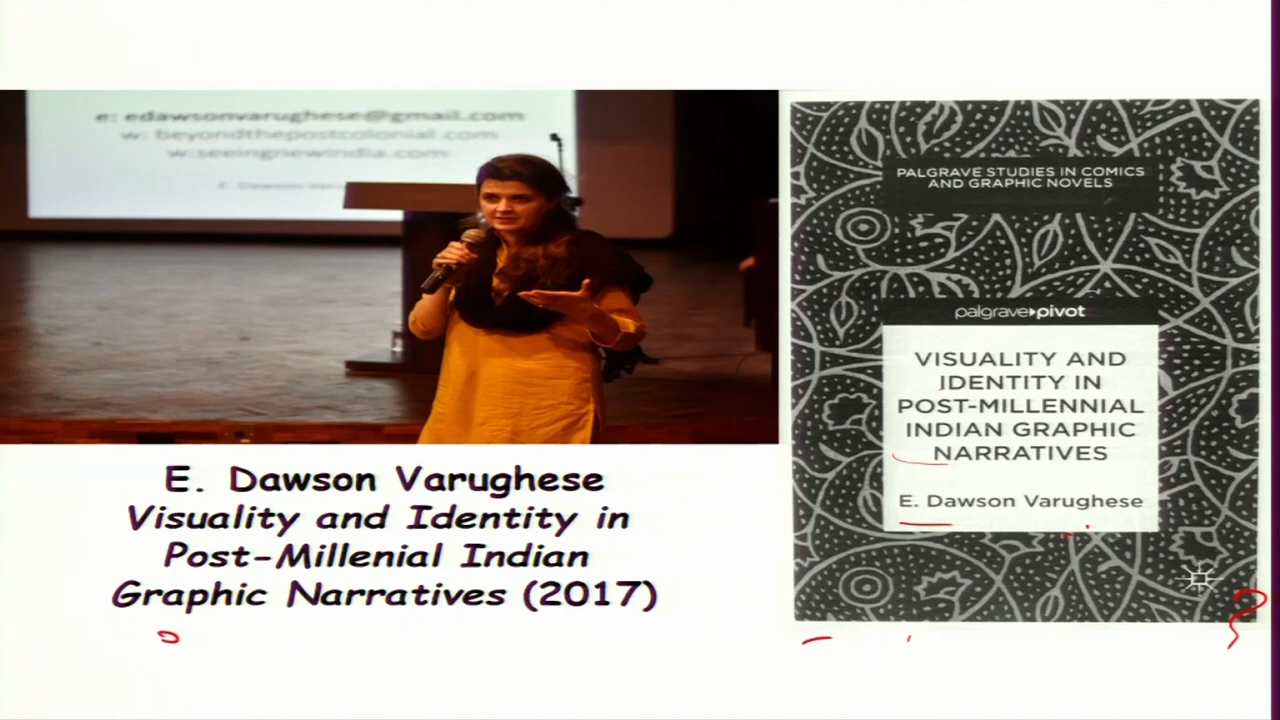 e: edawsonvarughese@gmail.com
w: beyondthepostcolonial.com
w:seeingnewindia.com
E. Dawson
E. Dawson Varughese
Visuality and Identity in
Post-Millenial Indian
Graphic Narratives (2017)
PALGRAVE STUDIES IN COMICS
AND GRAPHIC NOVELS
palgrave pivot
VISUALITY AND
IDENTITY IN
POST-MILLENNIAL
INDIAN GRAPHIC
NARRATIVES
E. Dawson Varughese